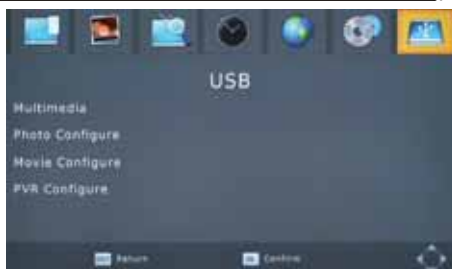 USB
Multimedia
Photo Configure
Movie Configure
PVR Configure
Return
Confirm